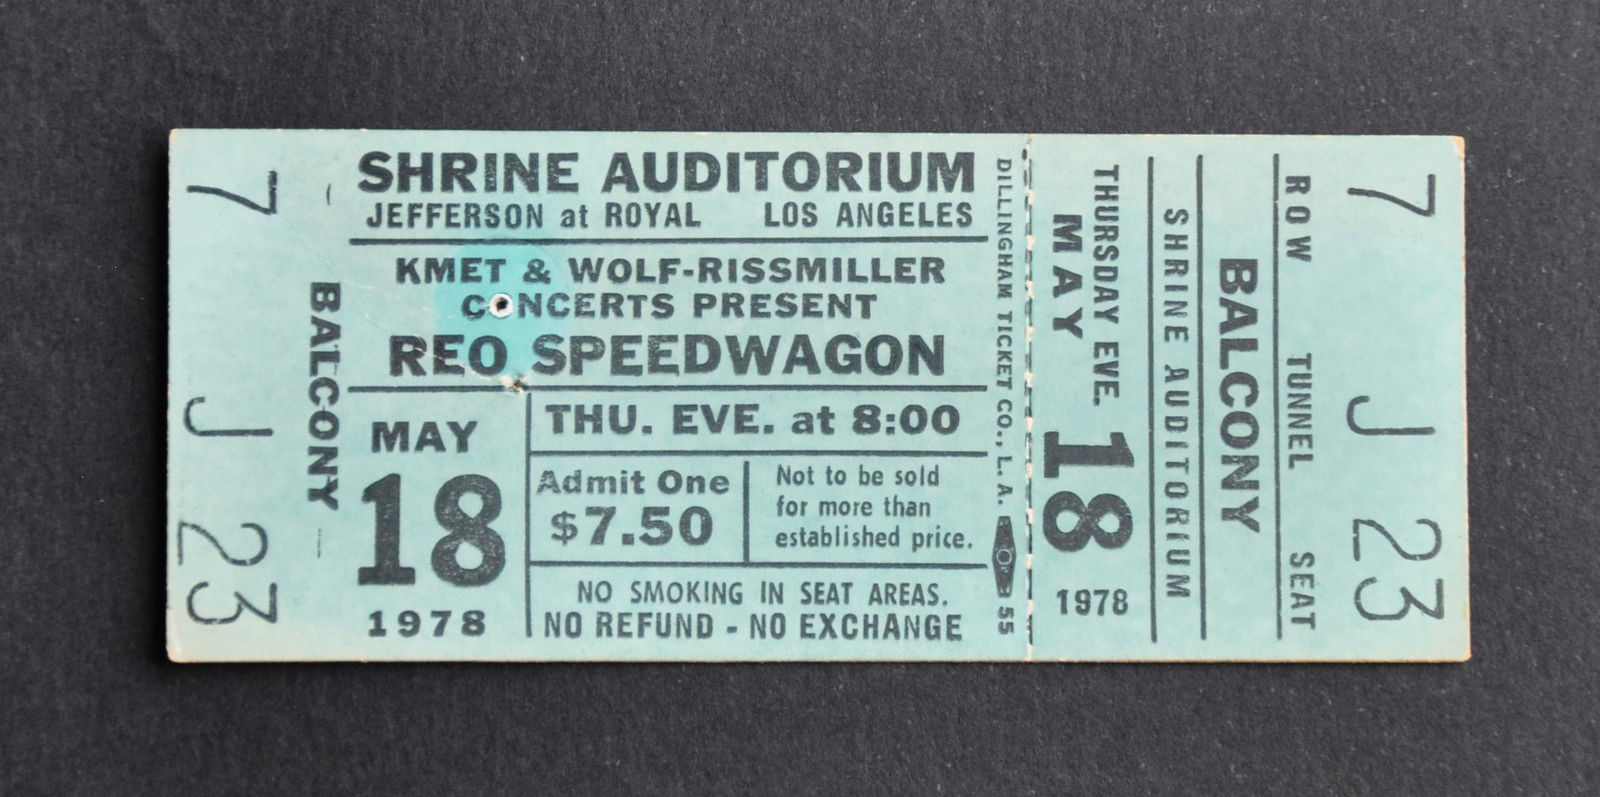 7 J 23
BALCONY
SHRINE AUDITORIUM
JEFFERSON at ROYAL LOS ANGELES
KMET & WOLF-RISSMILLER
CONCERTS PRESENT
REO SPEEDWAGON
MAY
18
1978
THU. EVE. at 8:00
Admit One
$7.50
Not to be sold
for more than
established price.
NO SMOKING IN SEAT AREAS.
NO REFUND - NO EXCHANGE
DILLINGHAM TICKET CO., L. A. 55
THURSDAY EVE.
MAY 18
1978
SHRINE AUDITORIUM
BALCONY
ROW TUNNEL SEAT
7 J 23